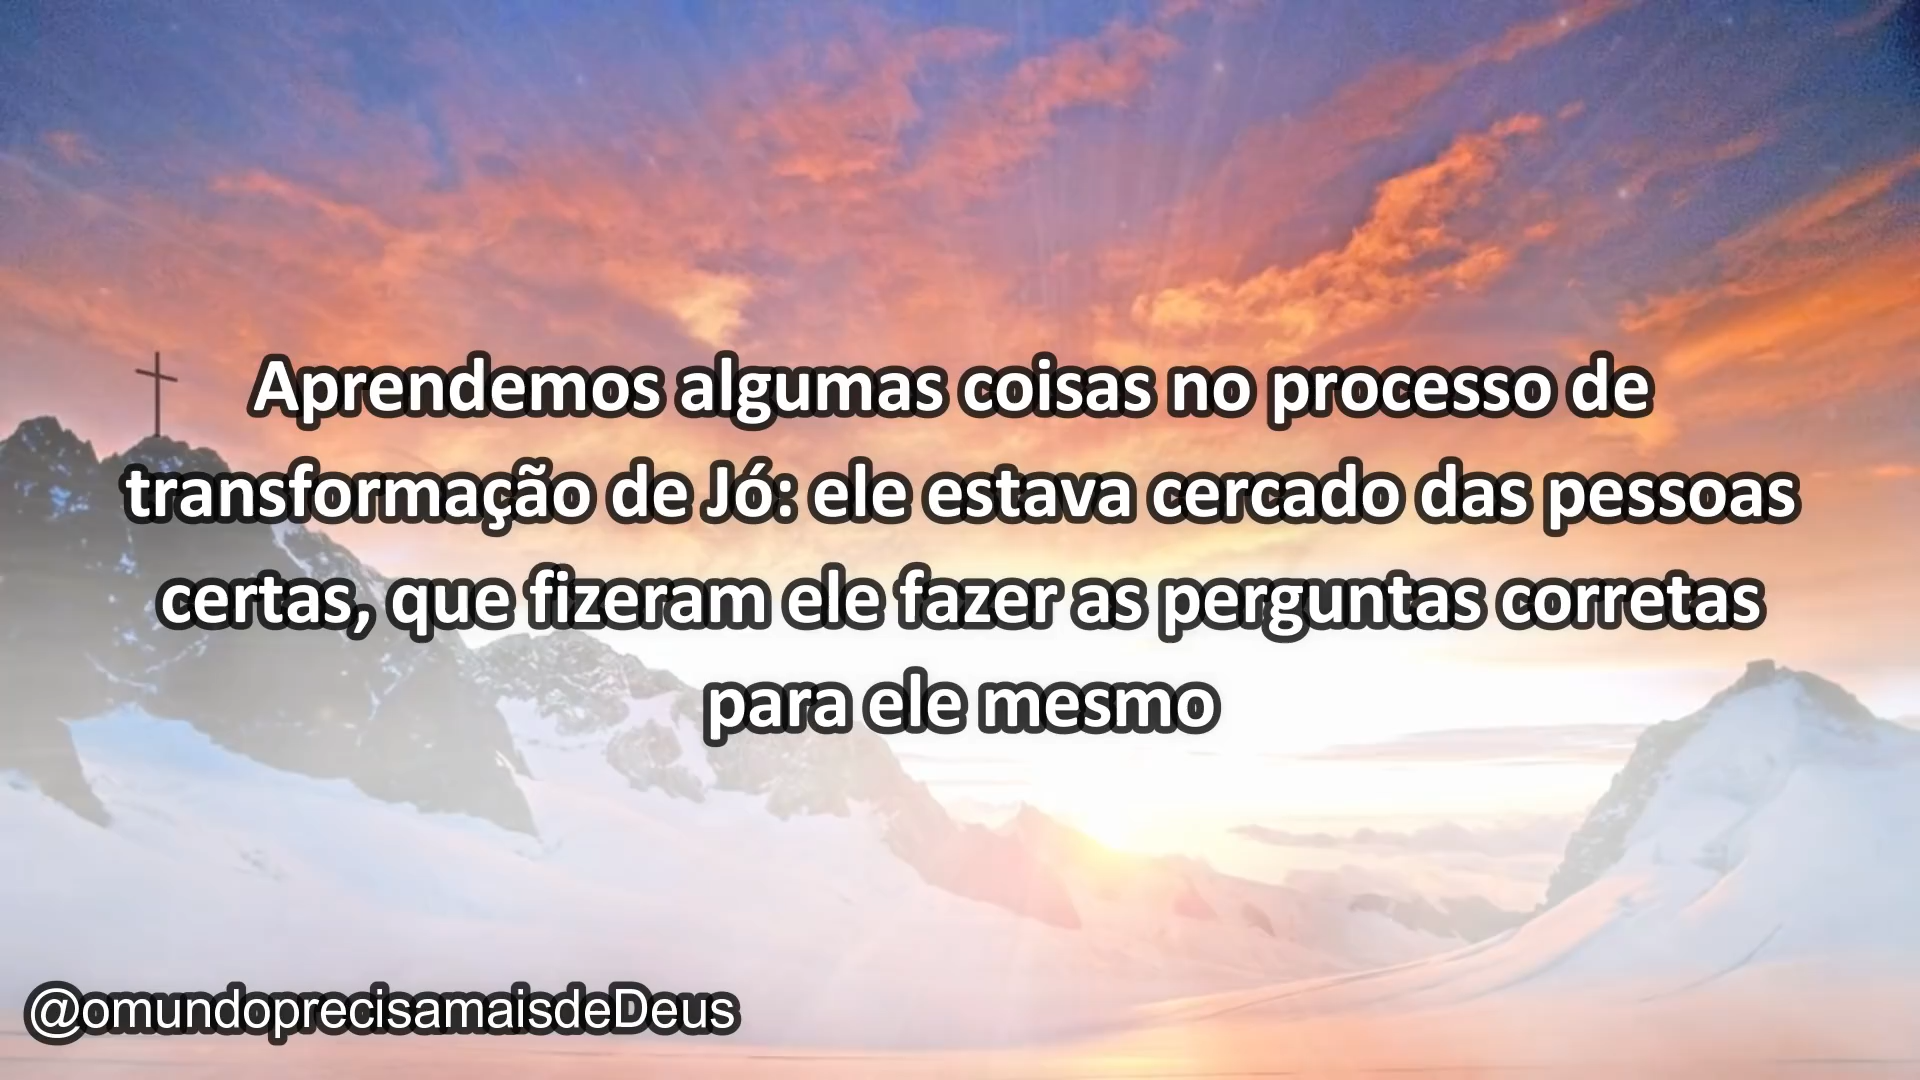 Aprendemos algumas coisas no processo de
transformação de Jó: ele estava cercado das pessoas
certas, que fizeram ele fazer as perguntas corretas
para ele mesmo
@omundoprecisamaisdeDeus